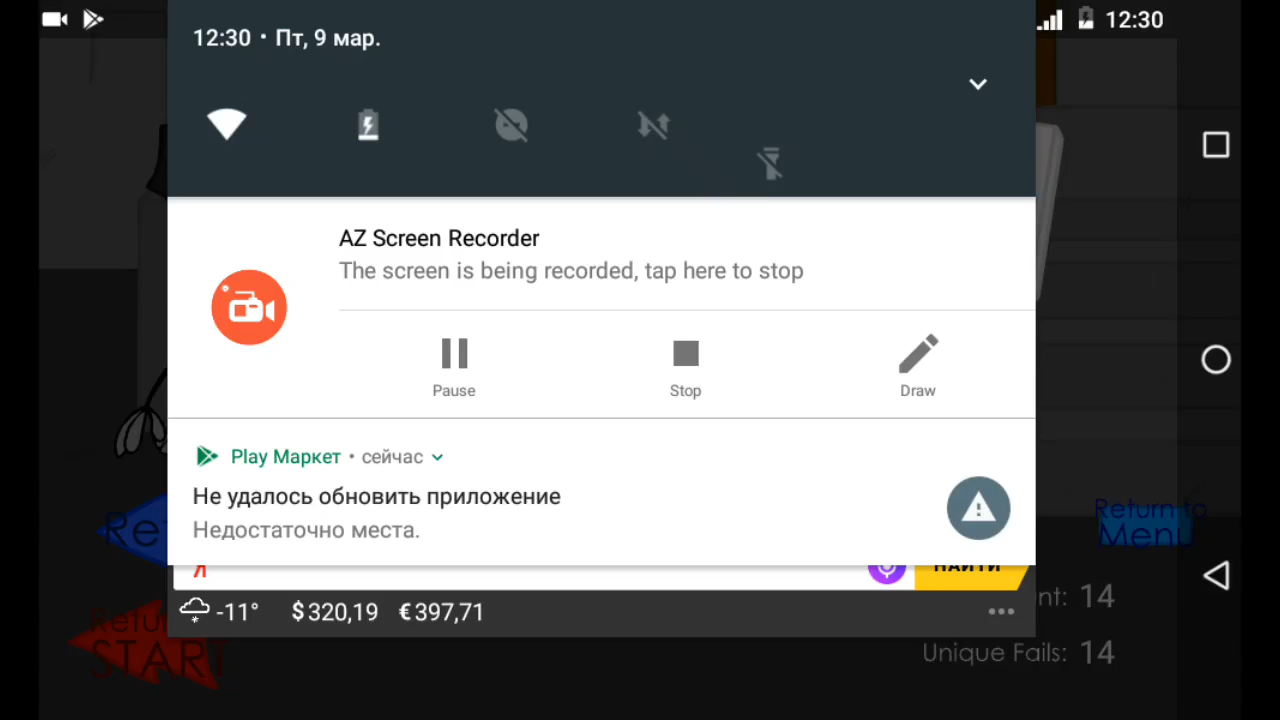 12:30 • Пт, 9 мар.
12:30
AZ Screen Recorder
The screen is being recorded, tap here to stop
Pause
Stop
Draw
Play Маркет • сейчас
Не удалось обновить приложение
Недостаточно места.
НАЙТИ
-11° $320,19 €397,71
Return to
Menu
14
START
Unique Fails: 14